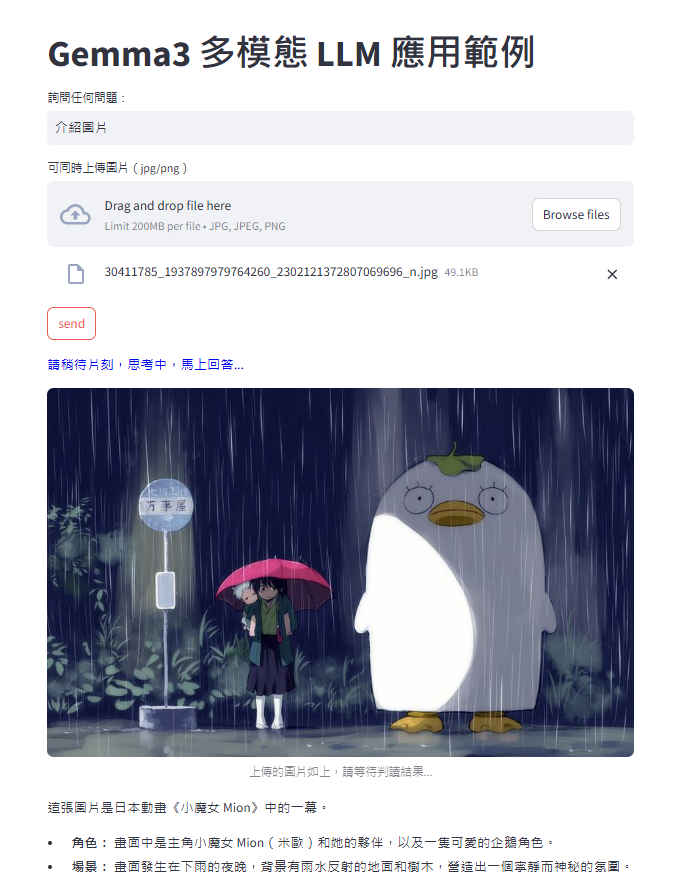 Gemma3 多模態 LLM 應用範例
詢問任何問題：
介紹圖片
可同時上傳圖片（jpg/png）
Drag and drop file here
Limit 200MB per file • JPG, JPEG, PNG
Browse files
30411785_1937897979764260_2302121372807069696_n.jpg 49.1KB
send
請稍待片刻，思考中，馬上回答...
万事屋
上傳的圖片如上，請等待判讀結果...
這張圖片是日本動畫《小魔女 Mion》中的一幕。
• 角色： 畫面中是主角小魔女 Mion（米歐）和她的夥伴，以及一隻可愛的企鵝角色。
• 場景： 畫面發生在下雨的夜晚，背景有雨水反射的地面和樹木，營造出一個寧靜而神秘的氛圍。